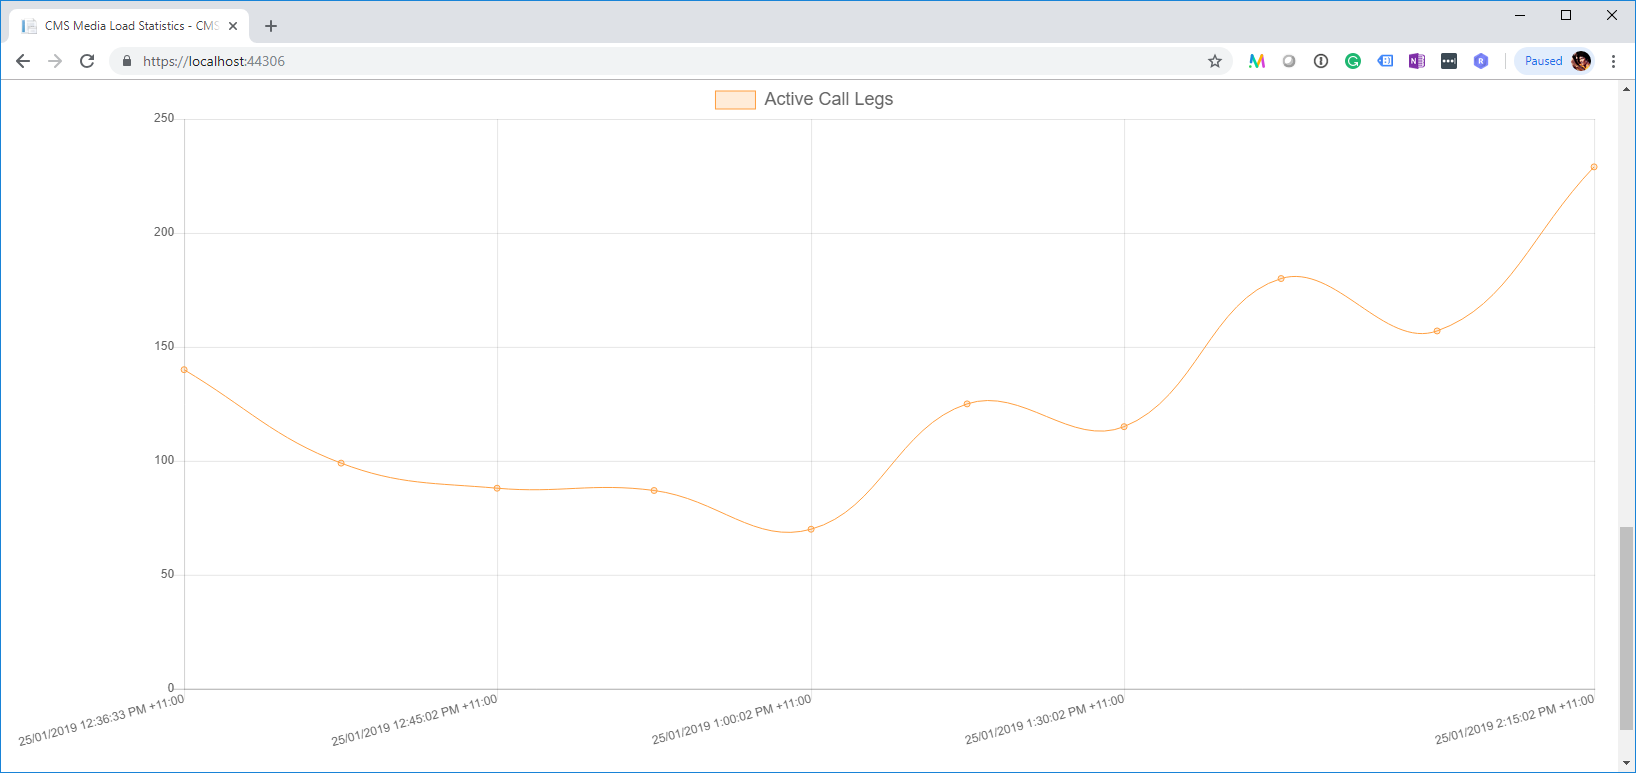 CMS Media Load Statistics - CMS
https://localhost:44306
Paused
Active Call Legs
250
200
150
100
50
0
25/01/2019 12:36:33 PM +11:00
25/01/2019 12:45:02 PM +11:00
25/01/2019 1:00:02 PM +11:00
25/01/2019 1:30:02 PM +11:00
25/01/2019 2:15:02 PM +11:00